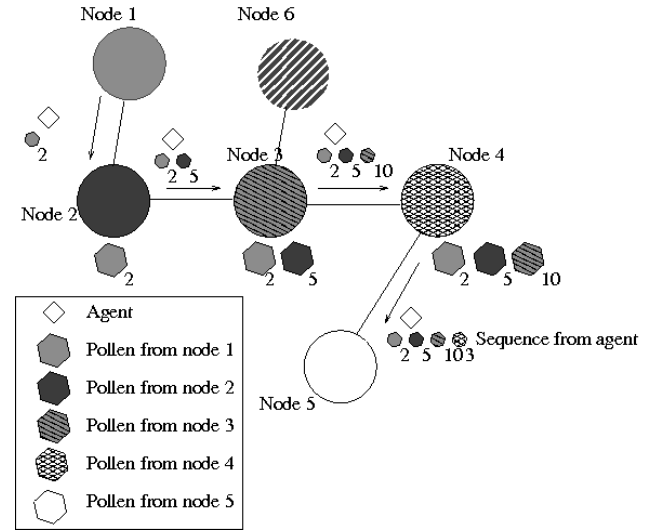 Node 1
Node 6
2
2 5
Node 3
2 5 10
Node 4
Node 2
2
2 5
2 5 10
Agent
Pollen from node 1
Pollen from node 2
Pollen from node 3
Pollen from node 4
Pollen from node 5
2 5 10 3
Sequence from agent
Node 5